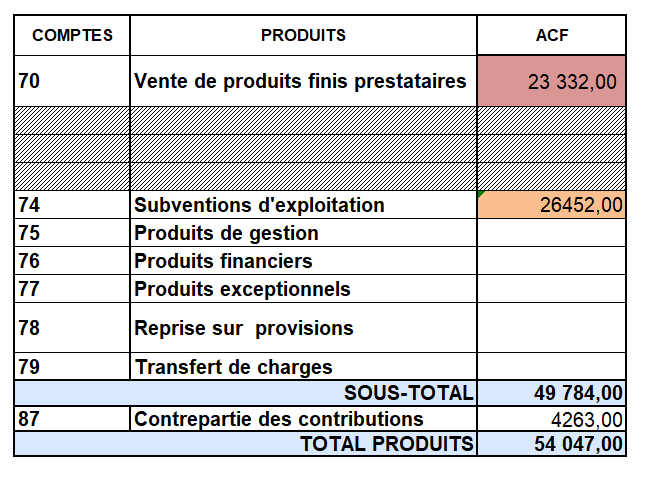 COMPTES PRODUITS ACF
70 Vente de produits finis prestataires 23 332,00
74 Subventions d'exploitation 26452,00
75 Produits de gestion
76 Produits financiers
77 Produits exceptionnels
78 Reprise sur  provisions
79 Transfert de charges
SOUS-TOTAL 49 784,00
87 Contrepartie des contributions 4263,00
TOTAL PRODUITS 54 047,00